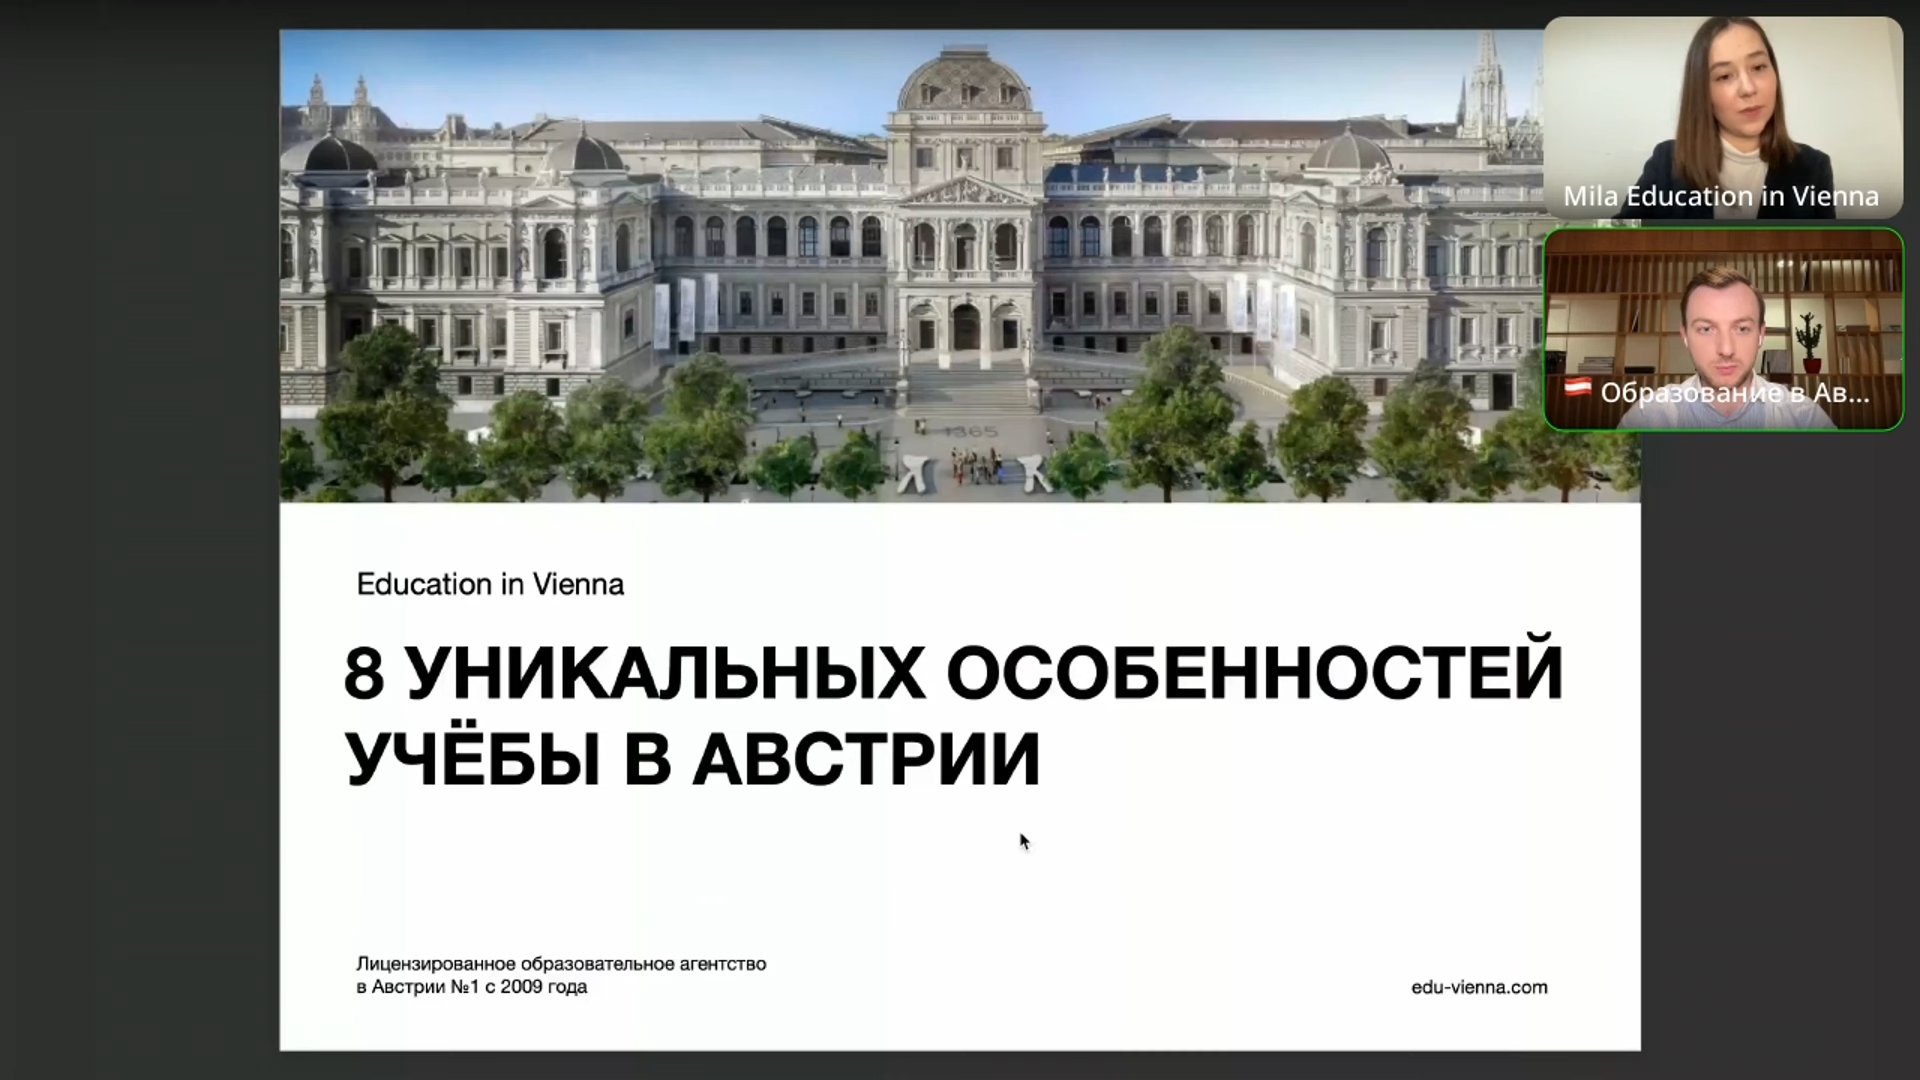 Mila Education in Vienna
Образование в Ав...
1365
Education in Vienna
8 УНИКАЛЬНЫХ ОСОБЕННОСТЕЙ
УЧЁБЫ В АВСТРИИ
Лицензированное образовательное агентство
в Австрии №1 с 2009 года
edu-vienna.com